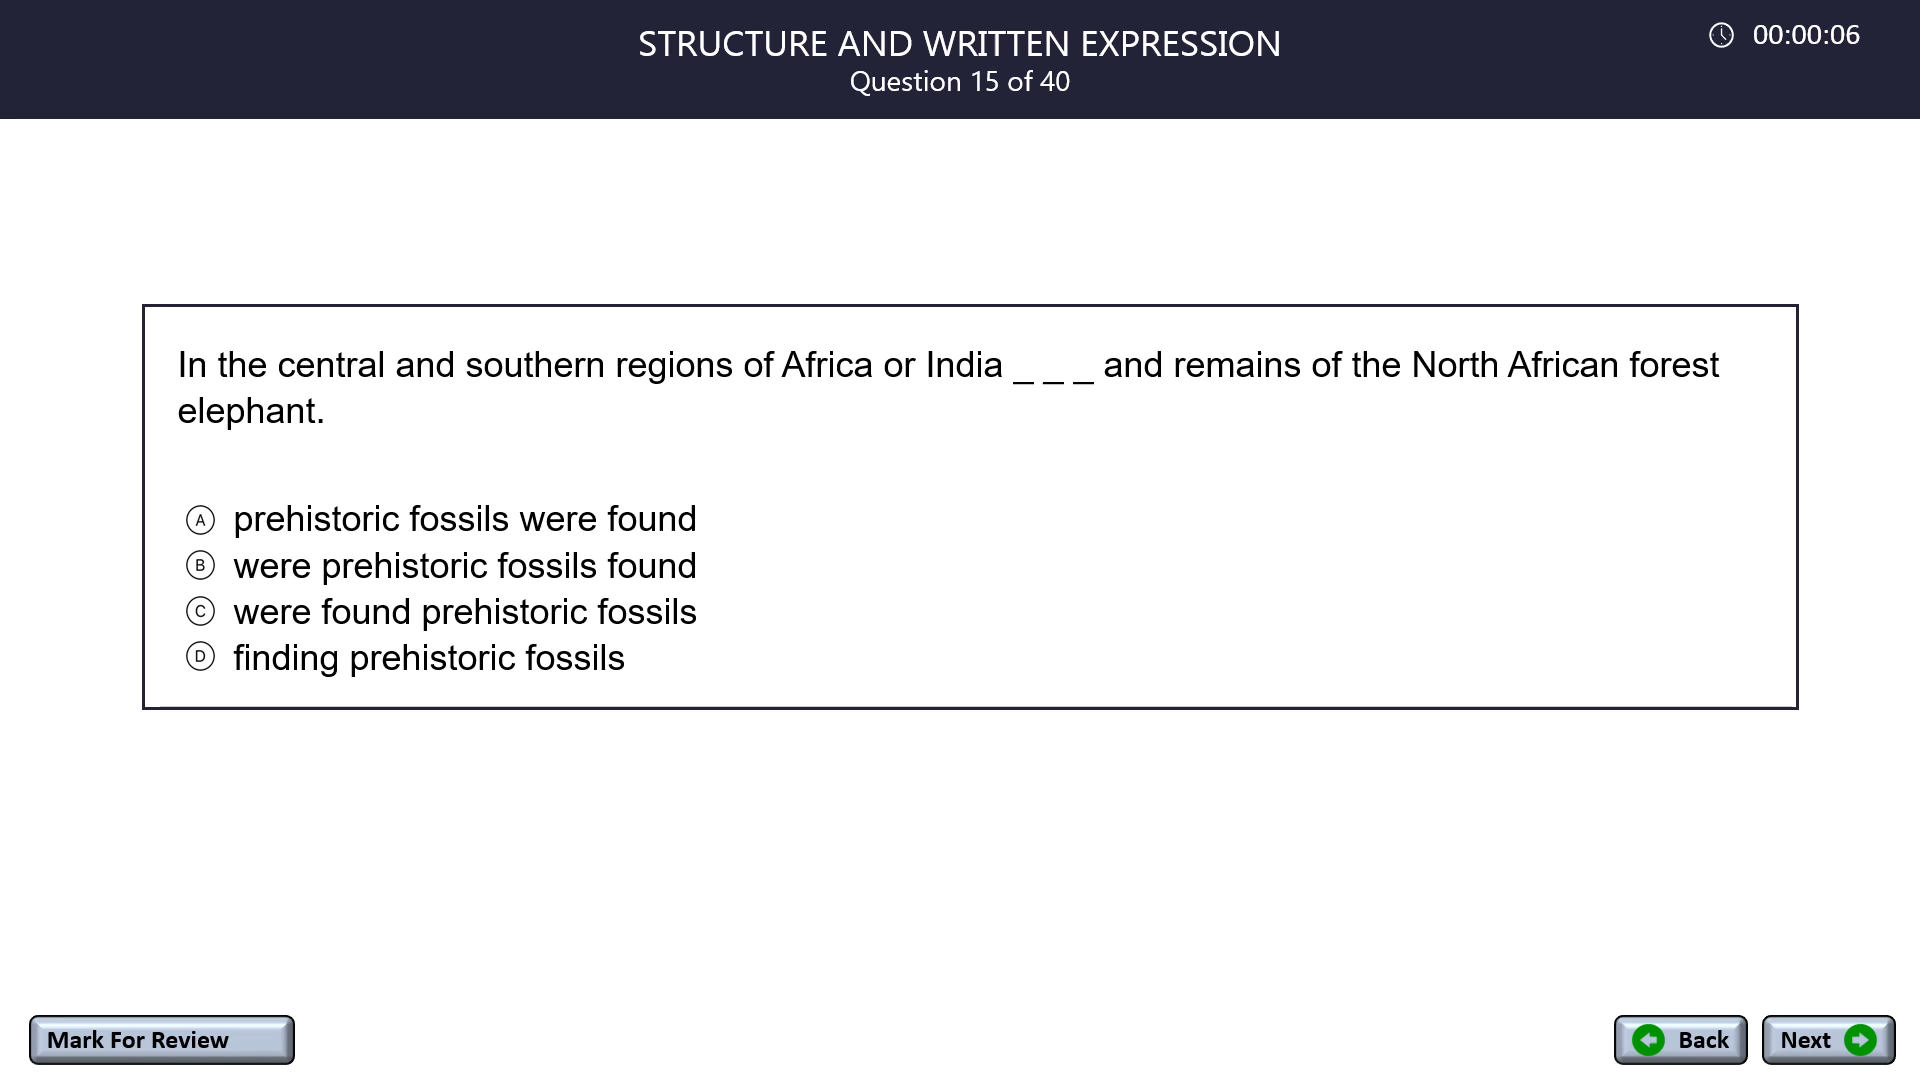 STRUCTURE AND WRITTEN EXPRESSION
00:00:06
Question 15 of 40
In the central and southern regions of Africa or India _ _ _ and remains of the North African forest
elephant.
A prehistoric fossils were found
B were prehistoric fossils found
C were found prehistoric fossils
D finding prehistoric fossils
Mark For Review
Back
Next